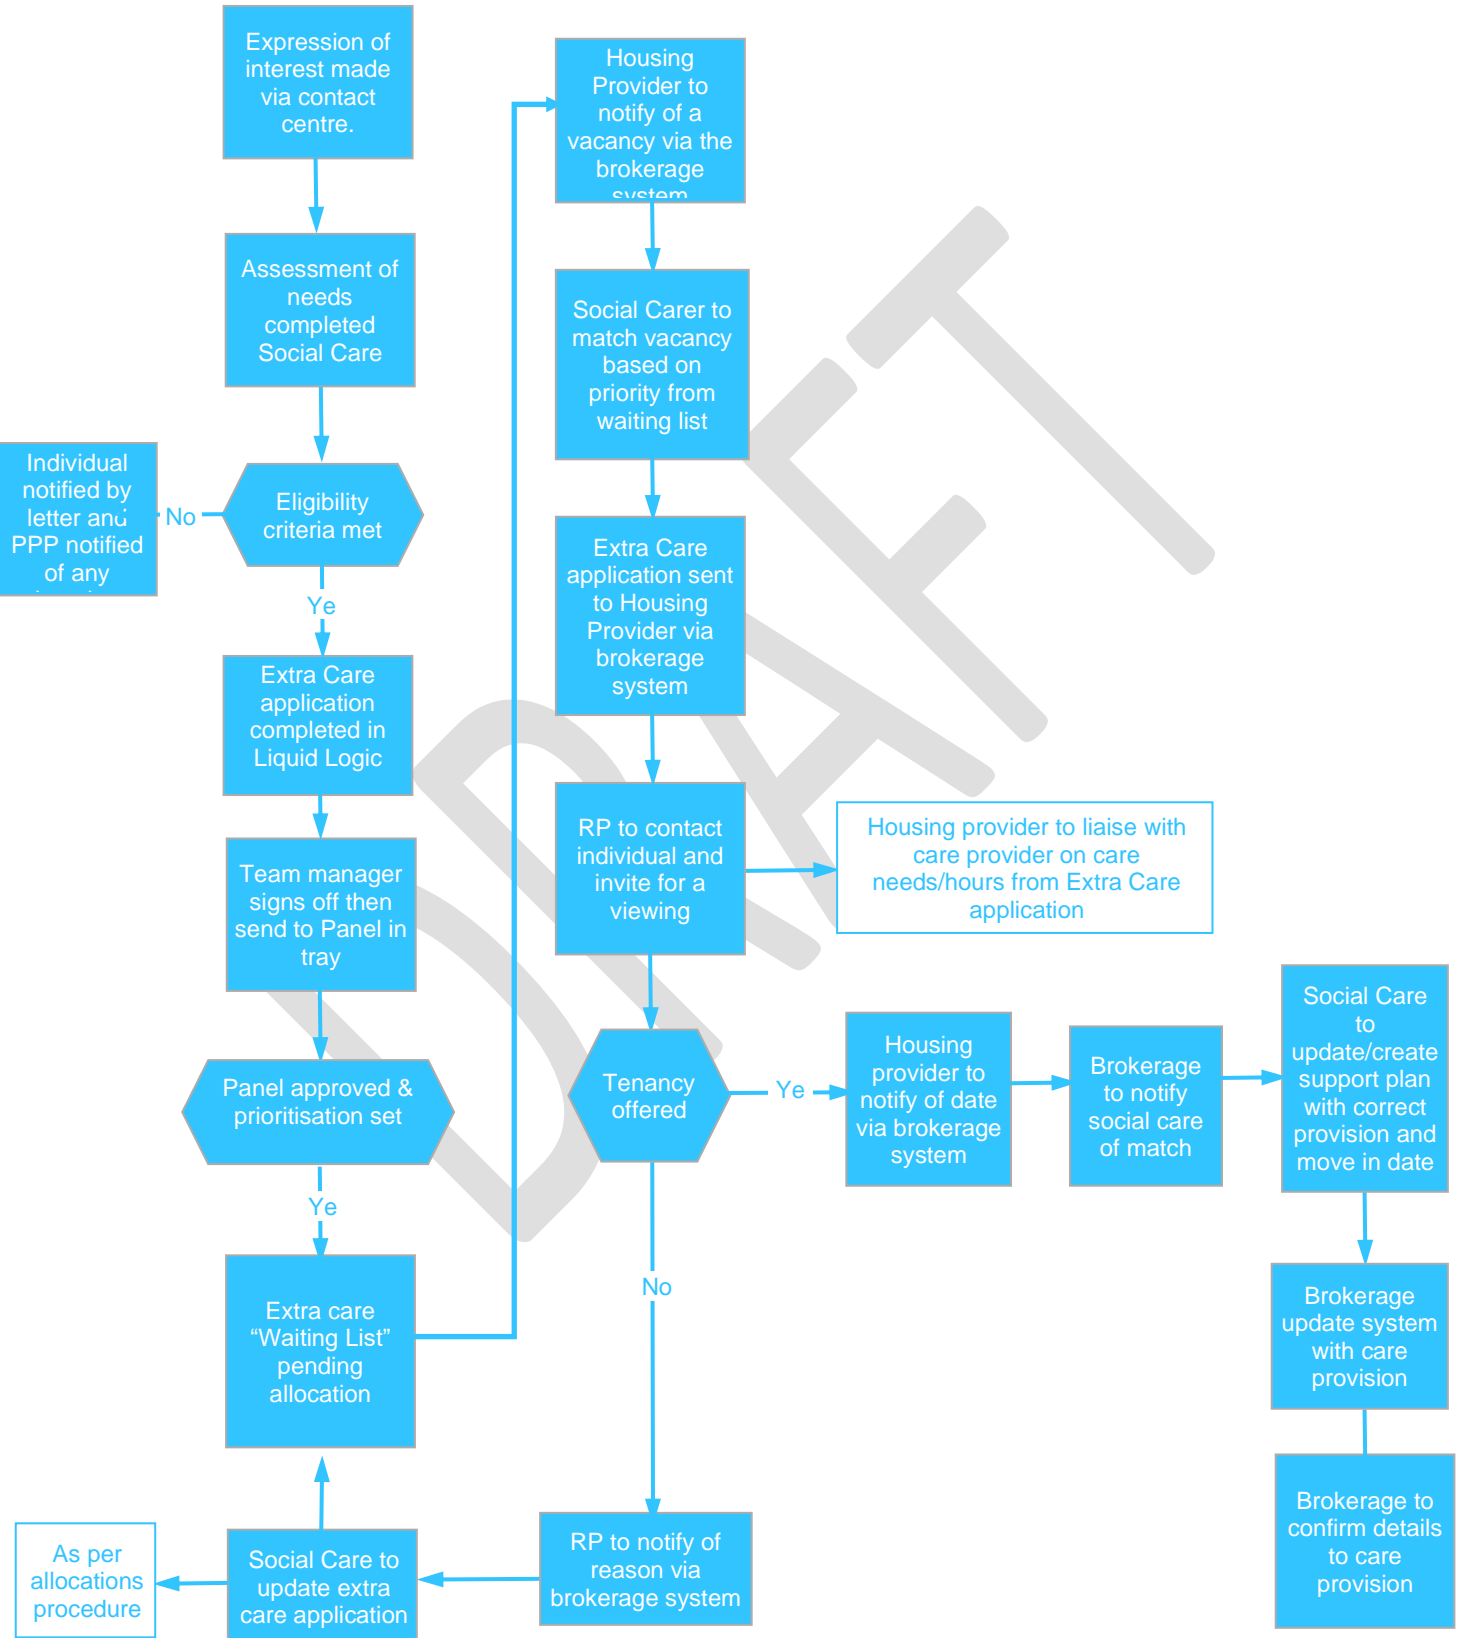 Expression of
interest made
via contact
centre.
Assessment of
needs
completed
Social Care
Eligibility
criteria met
No
Individual
notified by
letter and
PPP notified
of any
Ye
Extra Care
application
completed in
Liquid Logic
Team manager
signs off then
send to Panel in
tray
Panel approved &
prioritisation set
Ye
Extra care
“Waiting List”
pending
allocation
Housing
Provider to
notify of a
vacancy via the
brokerage
system
Social Carer to
match vacancy
based on
priority from
waiting list
Extra Care
application sent
to Housing
Provider via
brokerage
system
RP to contact
individual and
invite for a
viewing
Housing provider to liaise with
care provider on care
needs/hours from Extra Care
application
Tenancy
offered
Ye
Housing
provider to
notify of date
via brokerage
system
Brokerage
to notify
social care
of match
Social Care
to
update/create
support plan
with correct
provision and
move in date
Brokerage
update system
with care
provision
Brokerage to
confirm details
to care
provision
No
RP to notify of
reason via
brokerage system
Social Care to
update extra
care application
As per
allocations
procedure
DRAFT